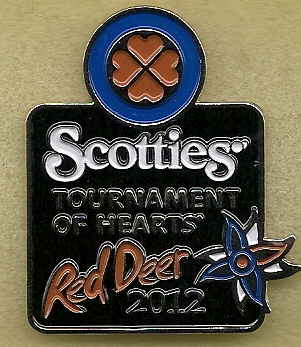 Scotties
TOURNAMENT
OF HEARTS
Red Deer
2012